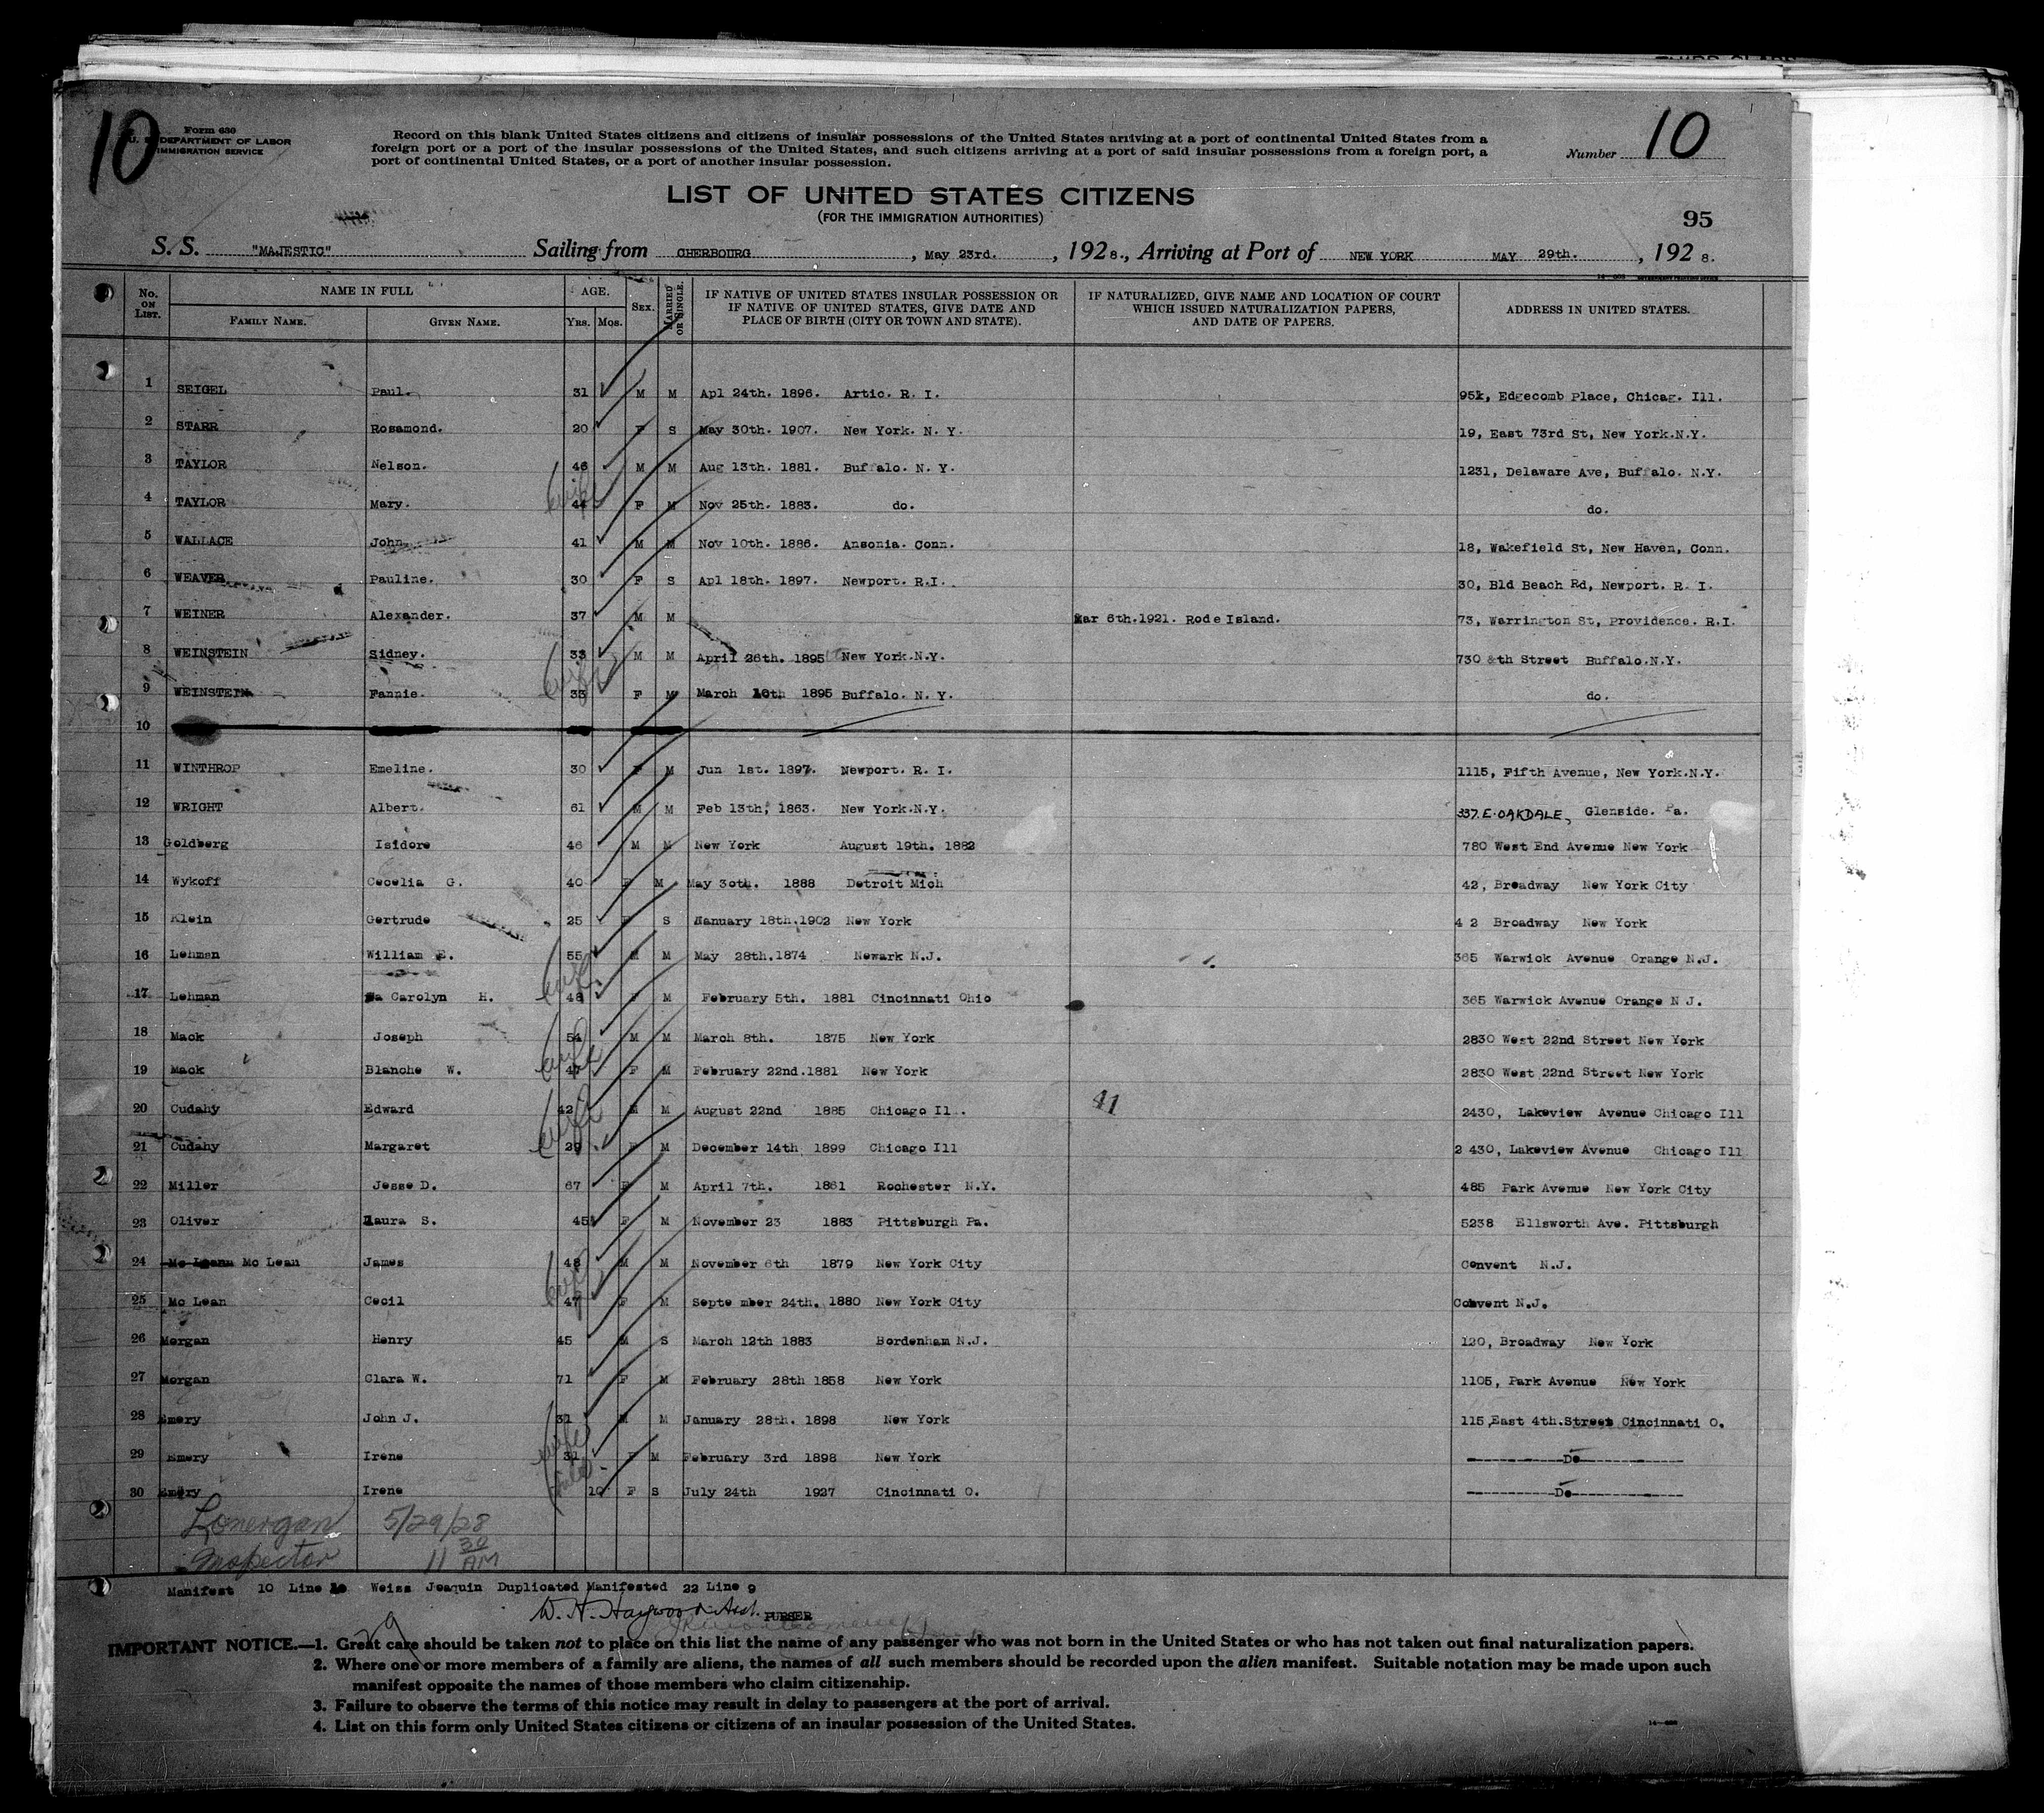 THIRD CLASS
10
Form 630
U. S. DEPARTMENT OF LABOR
IMMIGRATION SERVICE
Record on this blank United States citizens and citizens of insular possessions of the United States arriving at a port of continental United States from a
foreign port or a port of the insular possessions of the United States, and such citizens arriving at a port of said insular possessions from a foreign port, a
port of continental United States, or a port of another insular possession.
Number 10
LIST OF UNITED STATES CITIZENS
(FOR THE IMMIGRATION AUTHORITIES)
95
S. S. "MAJESTIC" Sailing from CHERBOURG, May 23rd., 1928., Arriving at Port of NEW YORK MAY 29th., 1928.
No. ON LIST. NAME IN FULL FAMILY NAME. GIVEN NAME. AGE. YRS. MOS. SEX. MARRIED OR SINGLE. IF NATIVE OF UNITED STATES INSULAR POSSESSION OR IF NATIVE OF UNITED STATES, GIVE DATE AND PLACE OF BIRTH (CITY OR TOWN AND STATE). IF NATURALIZED, GIVE NAME AND LOCATION OF COURT WHICH ISSUED NATURALIZATION PAPERS, AND DATE OF PAPERS. ADDRESS IN UNITED STATES.
1 SEIGEL Paul. 31 M M Apl 24th. 1896. Artic. R. I. Edgecomb Place, Chicag. Ill.
2 STARR Rosamond. 20 F S May 30th. 1907. New York. N. Y. 19, East 73rd St, New York.N.Y.
3 TAYLOR Nelson. 46 M M Aug 13th. 1881. Buffalo. N. Y. 1231, Delaware Ave, Buffalo. N.Y.
4 TAYLOR Mary. wife 44 F M Nov 25th. 1883. do. do.
5 WALLACE John. 41 M M Nov 10th. 1886. Ansonia. Conn. 18, Wakefield St, New Haven, Conn.
6 WEAVER Pauline. 30 F S Apl 18th. 1897. Newport. R.I. 30, Bld Beach Rd, Newport. R. I.
7 WEINER Alexander. 37 M M Mar 6th.1921. Rode Island. 73, Warrington St, Providence. R.I.
8 WEINSTEIN Sidney. 33 M M April 26th. 1895 New York.N.Y. 730 8th Street Buffalo.N.Y.
9 WEINSTEIN Fannie. wife 33 F M March 10th 1895 Buffalo. N. Y. do.
10
11 WINTHROP Emeline. 30 F M Jun 1st. 1897. Newport. R. I. 1115, Fifth Avenue, New York.N.Y.
12 WRIGHT Albert. 61 M M Feb 13th, 1863. New York.N.Y. 337 E. OAKDALE, Glenside. Pa.
13 Goldberg Isidore 46 M M New York August 19th. 1882 780 West End Avenue New York
14 Wykoff Cecelia G. 40 F M May 30th. 1888 Detroit Mich 42, Broadway New York City
15 Klein Gertrude 25 F S January 18th.1902 New York 4 2 Broadway New York
16 Lehman William E. 55 M M May 28th.1874 Newark N.J. 365 Warwick Avenue Orange N.J.
17 Lehman Carolyn H. wife 48 F M February 5th. 1881 Cincinnati Ohio 365 Warwick Avenue Orange N J.
18 Mack Joseph 54 M M March 8th. 1875 New York 2830 West 22nd Street New York
19 Mack Blanche W. wife 47 F M February 22nd.1881 New York 2830 West 22nd Street New York
20 Cudahy Edward 42 M M August 22nd 1885 Chicago Il. 41 2430, Lakeview Avenue Chicago Ill
21 Cudahy Margaret wife 29 F M December 14th 1899 Chicago Ill 2 430, Lakeview Avenue Chicago Ill
22 Miller Jesse D. 67 M April 7th. 1861 Rochester N.Y. 485 Park Avenue New York City
23 Oliver Laura S. 45 F M November 23 1883 Pittsburgh Pa. 5238 Ellsworth Ave. Pittsburgh
24 Mc Lean James 48 M M November 6th 1879 New York City Convent N.J.
25 Mc Lean Cecil wife 47 F M Septe mber 24th. 1880 New York City Convent N.J.
26 Morgan Henry 45 M S March 12th 1883 Bordenham N.J. 120, Broadway New York
27 Morgan Clara W. 71 F M February 28th 1858 New York 1105, Park Avenue New York
28 Emery John J. 31 M M January 28th. 1898 New York 115,East 4th.Street Cincinnati O.
29 Emery Irene wife 31 F M February 3rd 1898 New York Do
30 Emery Irene child 10 F S July 24th 1927 Cincinnati O. Do
Lonergan 5/29/28
Inspector 11 30 AM
Manifest 10 Line 10 Weiss Joaquin Duplicated Manifested 22 Line 9
W. H. Haywood Asst. PURSER
29
IMPORTANT NOTICE.—1. Great care should be taken not to place on this list the name of any passenger who was not born in the United States or who has not taken out final naturalization papers.
2. Where one or more members of a family are aliens, the names of all such members should be recorded upon the alien manifest. Suitable notation may be made upon such
manifest opposite the names of those members who claim citizenship.
3. Failure to observe the terms of this notice may result in delay to passengers at the port of arrival.
4. List on this form only United States citizens or citizens of an insular possession of the United States.